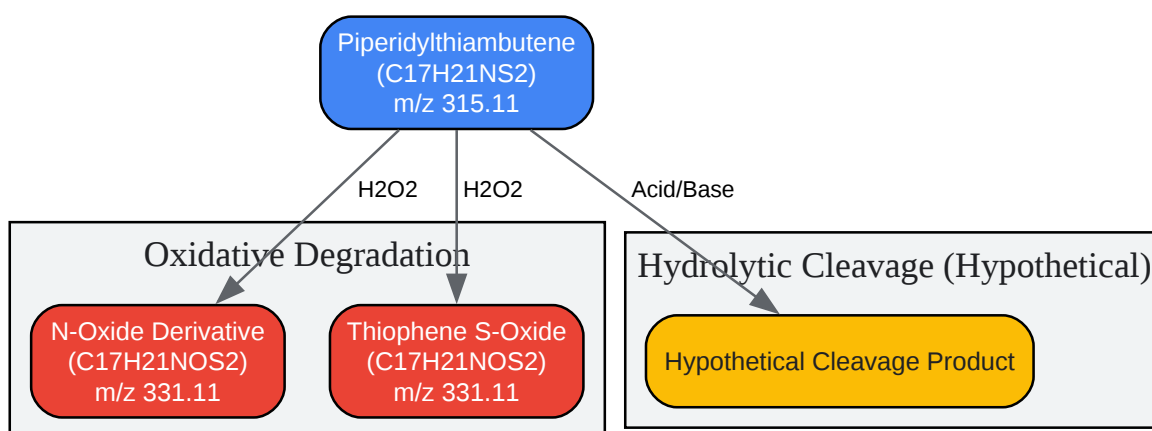 Piperidylthiambutene
(C17H21NS2)
m/z 315.11
H2O2
H2O2
Acid/Base
Oxidative Degradation
Hydrolytic Cleavage (Hypothetical)
N-Oxide Derivative
(C17H21NOS2)
m/z 331.11
Thiophene S-Oxide
(C17H21NOS2)
m/z 331.11
Hypothetical Cleavage Product